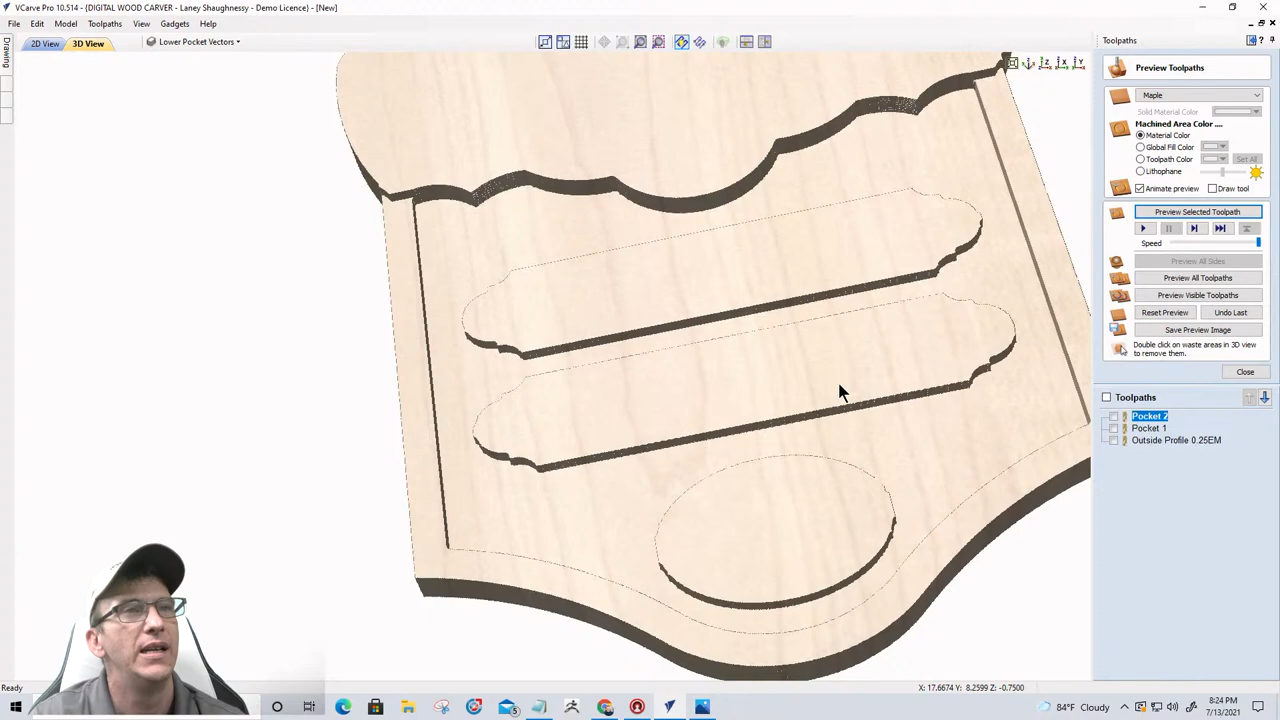 VCarve Pro 10.514 - {DIGITAL WOOD CARVER - Laney Shaughnessy - Demo Licence} - [New]
File Edit Model Toolpaths View Gadgets Help
2D View 3D View Lower Pocket Vectors
Drawing
Toolpaths
Preview Toolpaths
Maple
Solid Material Color
Machined Area Color ....
Material Color
Global Fill Color
Toolpath Color Set All
Lithophane
Animate preview Draw tool
Preview Selected Toolpath
Speed
Preview All Sides
Preview All Toolpaths
Preview Visible Toolpaths
Reset Preview Undo Last
Save Preview Image
Double click on waste areas in 3D view
to remove them.
Close
Toolpaths
Pocket 2
Pocket 1
Outside Profile 0.25EM
Ready
X: 17.6674 Y: 8.2599 Z: -0.7500
84°F Cloudy
8:24 PM
7/13/2021